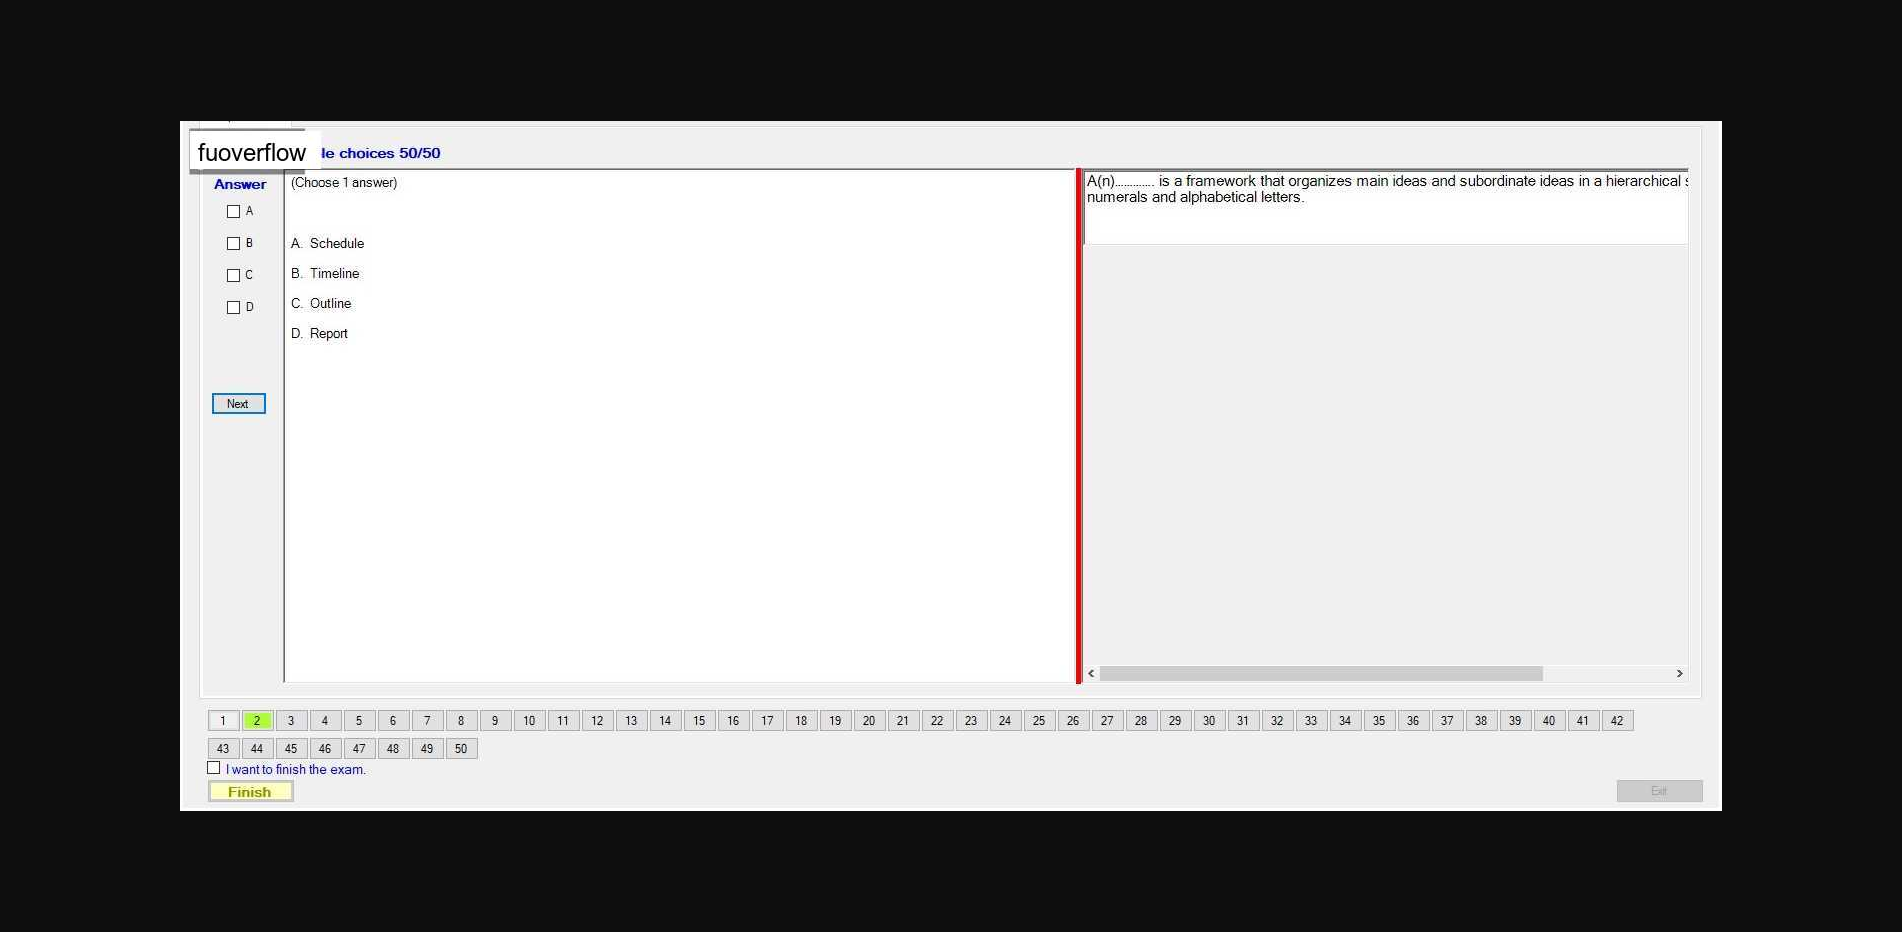 fuoverflow
le choices 50/50
Answer
(Choose 1 answer)
A
B
C
D
A. Schedule
B. Timeline
C. Outline
D. Report
Next
A(n)............. is a framework that organizes main ideas and subordinate ideas in a hierarchical
numerals and alphabetical letters.
1 2 3 4 5 6 7 8 9 10 11 12 13 14 15 16 17 18 19 20 21 22 23 24 25 26 27 28 29 30 31 32 33 34 35 36 37 38 39 40 41 42
43 44 45 46 47 48 49 50
I want to finish the exam.
Finish
Exit